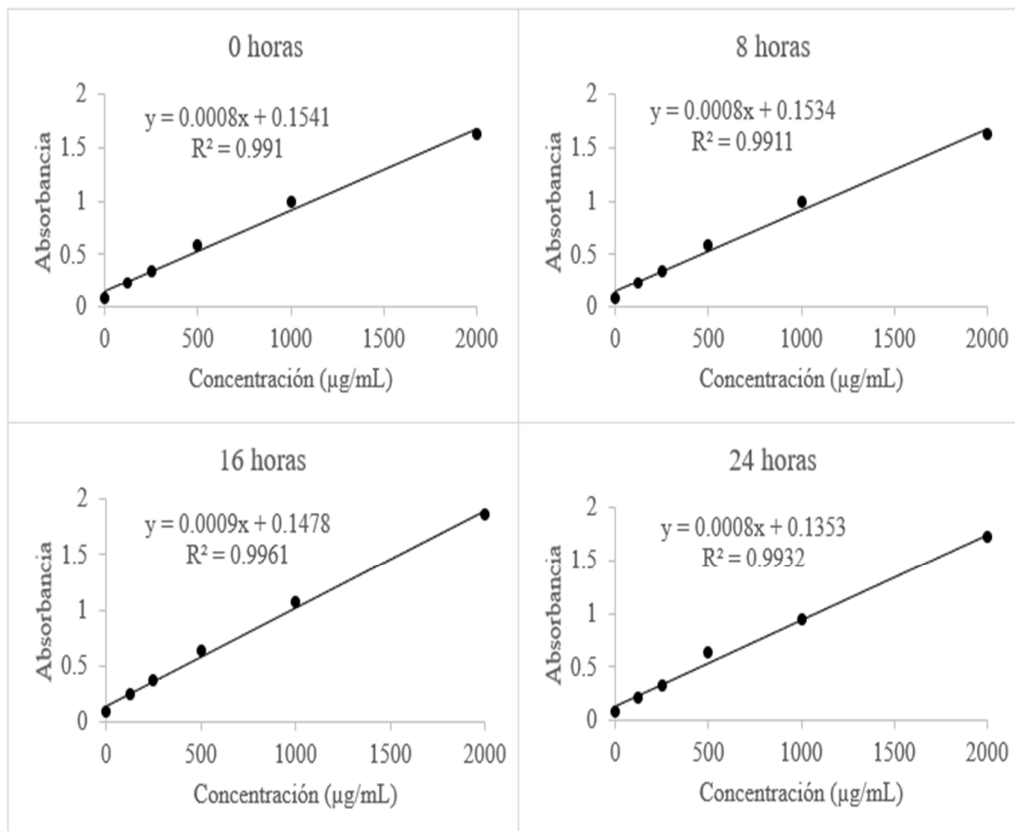 0 horas
y = 0.0008x + 0.1541
R² = 0.991
Absorbancia
2
1.5
1
0.5
0
0 500 1000 1500 2000
Concentración (µg/mL)
8 horas
y = 0.0008x + 0.1534
R² = 0.9911
Absorbancia
2
1.5
1
0.5
0
0 500 1000 1500 2000
Concentración (µg/mL)
16 horas
y = 0.0009x + 0.1478
R² = 0.9961
Absorbancia
2
1.5
1
0.5
0
0 500 1000 1500 2000
Concentración (µg/mL)
24 horas
y = 0.0008x + 0.1353
R² = 0.9932
Absorbancia
2
1.5
1
0.5
0
0 500 1000 1500 2000
Concentración (µg/mL)